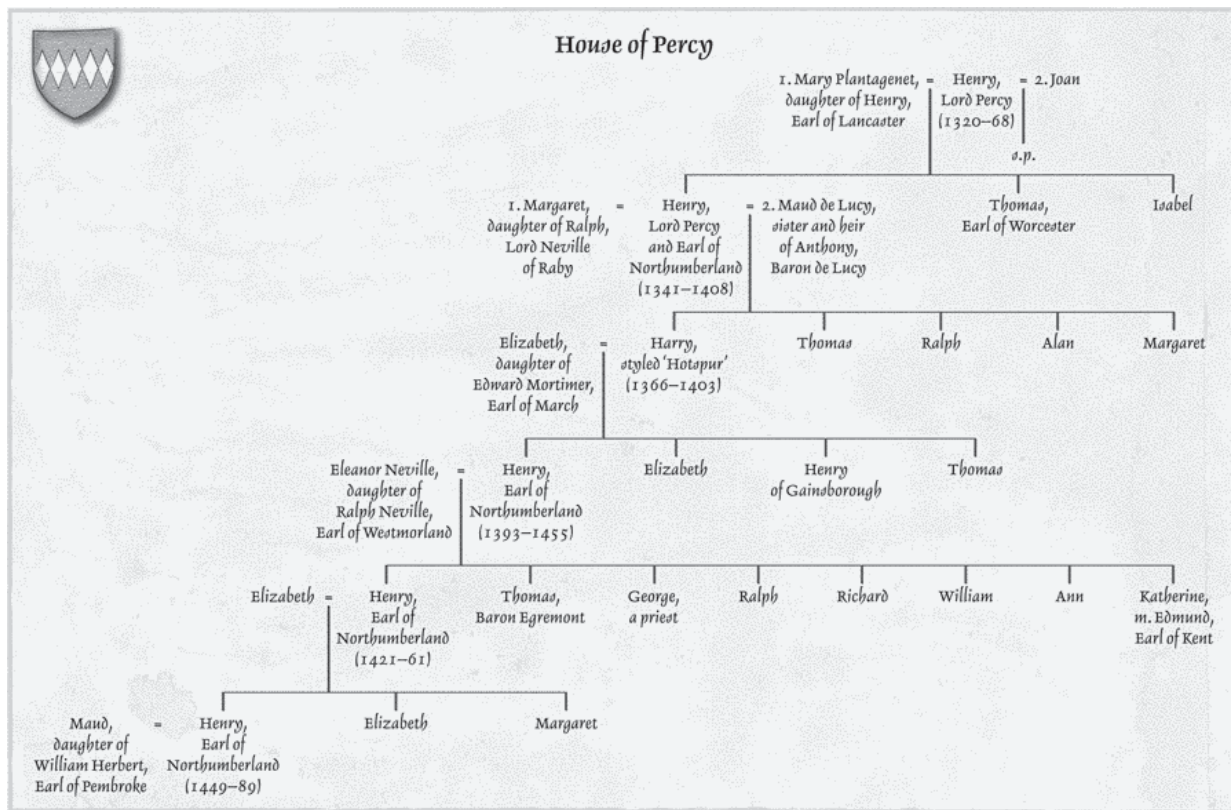 House of Percy
1. Mary Plantagenet,
daughter of Henry,
Earl of Lancaster
=
Henry,
Lord Percy
(1320–68)
=
2. Joan
s.p.
1. Margaret,
daughter of Ralph,
Lord Neville
of Raby
=
Henry,
Lord Percy
and Earl of
Northumberland
(1341–1408)
=
2. Maud de Lucy,
sister and heir
of Anthony,
Baron de Lucy
Thomas,
Earl of Worcester
Isabel
Elizabeth,
daughter of
Edward Mortimer,
Earl of March
=
Harry,
styled ‘Hotspur’
(1366–1403)
Thomas
Ralph
Alan
Margaret
Eleanor Neville,
daughter of
Ralph Neville,
Earl of Westmorland
=
Henry,
Earl of
Northumberland
(1393–1455)
Elizabeth
Henry
of Gainsborough
Thomas
Elizabeth
=
Henry,
Earl of
Northumberland
(1421–61)
Thomas,
Baron Egremont
George,
a priest
Ralph
Richard
William
Ann
Katherine,
m. Edmund,
Earl of Kent
Maud,
daughter of
William Herbert,
Earl of Pembroke
=
Henry,
Earl of
Northumberland
(1449–89)
Elizabeth
Margaret